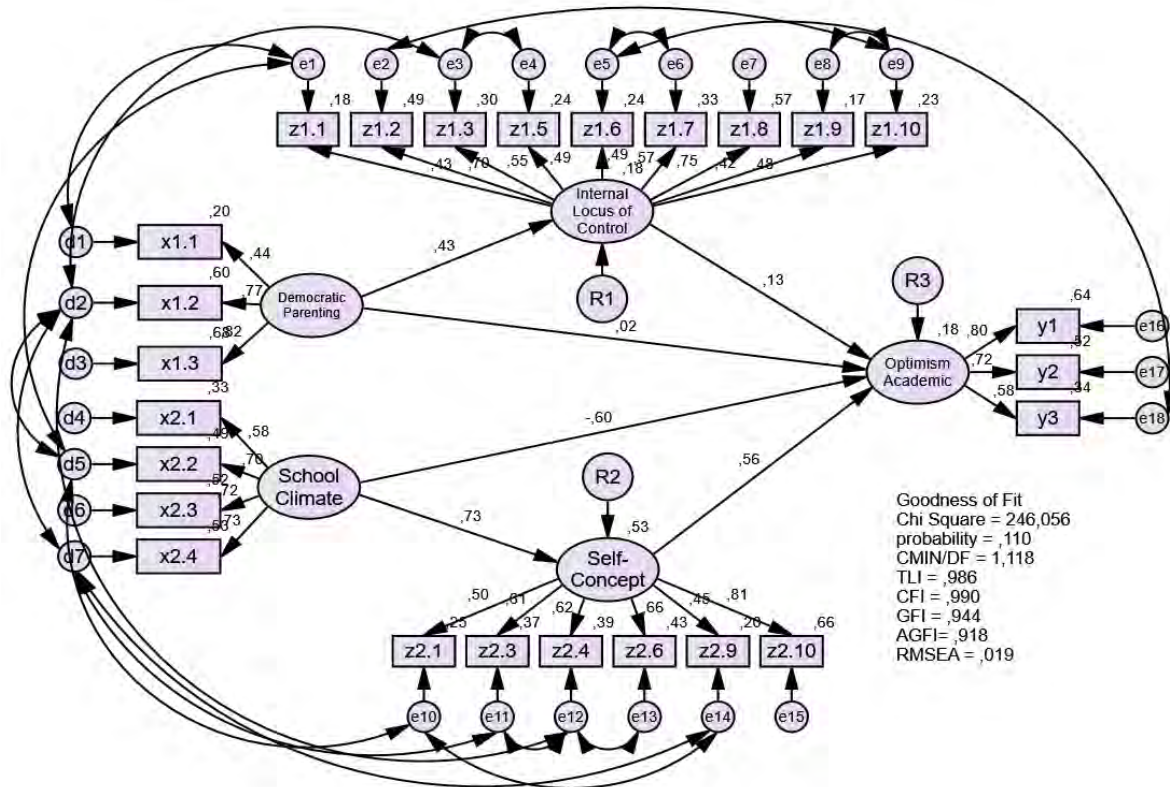 e1 e2 e3 e4 e5 e6 e7 e8 e9
,18 ,49 ,30 ,24 ,24 ,33 ,57 ,17 ,23
z1.1 z1.2 z1.3 z1.5 z1.6 z1.7 z1.8 z1.9 z1.10
,43 ,70 ,55 ,49 ,49 ,57 ,75 ,42 ,48
,18
Internal
Locus of
Control
R1
,20
d1 x1.1
,44
,60
d2 x1.2
,77
,68
,82
d3 x1.3
Democratic
Parenting
,43
,02
,13
R3
,18
Optimism
Academic
,80 ,72 ,58
,64
y1 e16
,52
y2 e17
,34
y3 e18
,33
d4 x2.1
,58
,49
d5 x2.2
,70
,52
d6 x2.3
,72
,53
d7 x2.4
,73
School
Climate
-,60
,73
,56
R2
,53
Self-
Concept
,50 ,61 ,62 ,66 ,45 ,81
,25 ,37 ,39 ,43 ,20 ,66
z2.1 z2.3 z2.4 z2.6 z2.9 z2.10
e10 e11 e12 e13 e14 e15
Goodness of Fit
Chi Square = 246,056
probability = ,110
CMIN/DF = 1,118
TLI = ,986
CFI = ,990
GFI = ,944
AGFI= ,918
RMSEA = ,019